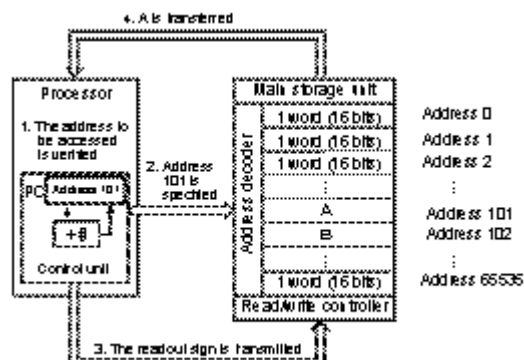 4. A is transferred
Processor
1. The address to
be accessed
is verified
PC
Address 101
Control unit
2. Address
101 is
specified
Main storage unit
Address decoder
1 word (16 bits)
1 word (16 bits)
1 word (16 bits)
⋮
A
B
⋮
1 word (16 bits)
Read/write controller
Address 0
Address 1
Address 2
⋮
Address 101
Address 102
⋮
Address 65535
3. The readout sign is transmitted